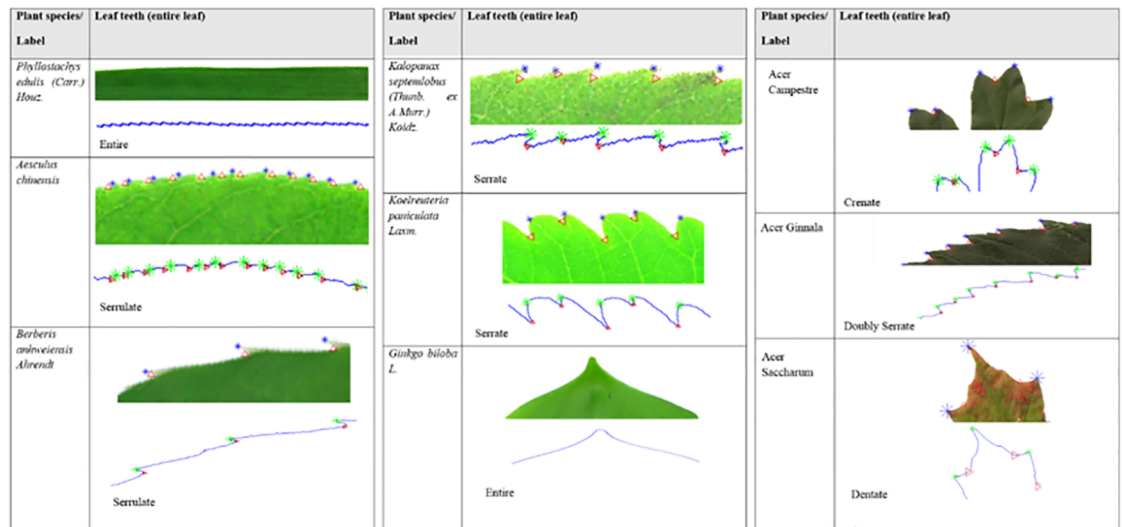 Plant species/ Leaf teeth (entire leaf)
Label
Phyllostachys
edulis (Carr.)
Houz.
Entire
Aesculus
chinensis
Serrulate
Berberis
anhweiensis
Ahrendt
Serrulate
Plant species/ Leaf teeth (entire leaf)
Label
Kalopanax
septemlobus
(Thunb. ex
A.Murr.)
Koidz.
Serrate
Koelreuteria
paniculata
Laxm.
Serrate
Ginkgo biloba
L.
Entire
Plant species/ Leaf teeth (entire leaf)
Label
Acer
Campestre
Crenate
Acer Ginnala
Doubly Serrate
Acer
Saccharum
Dentate